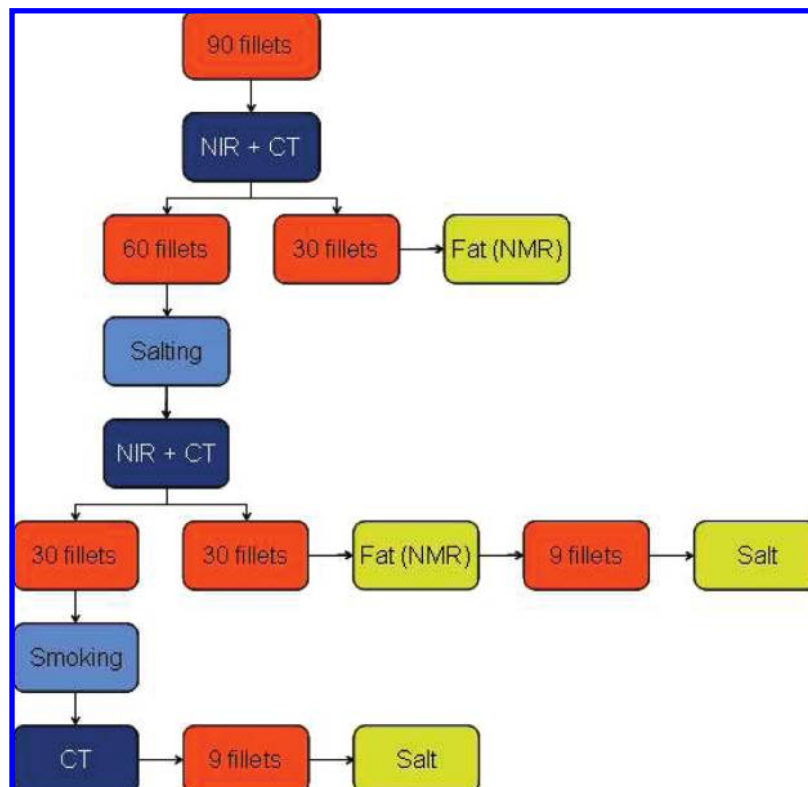 90 fillets
NIR + CT
60 fillets
30 fillets
Fat (NMR)
Salting
NIR + CT
30 fillets
30 fillets
Fat (NMR)
9 fillets
Salt
Smoking
CT
9 fillets
Salt